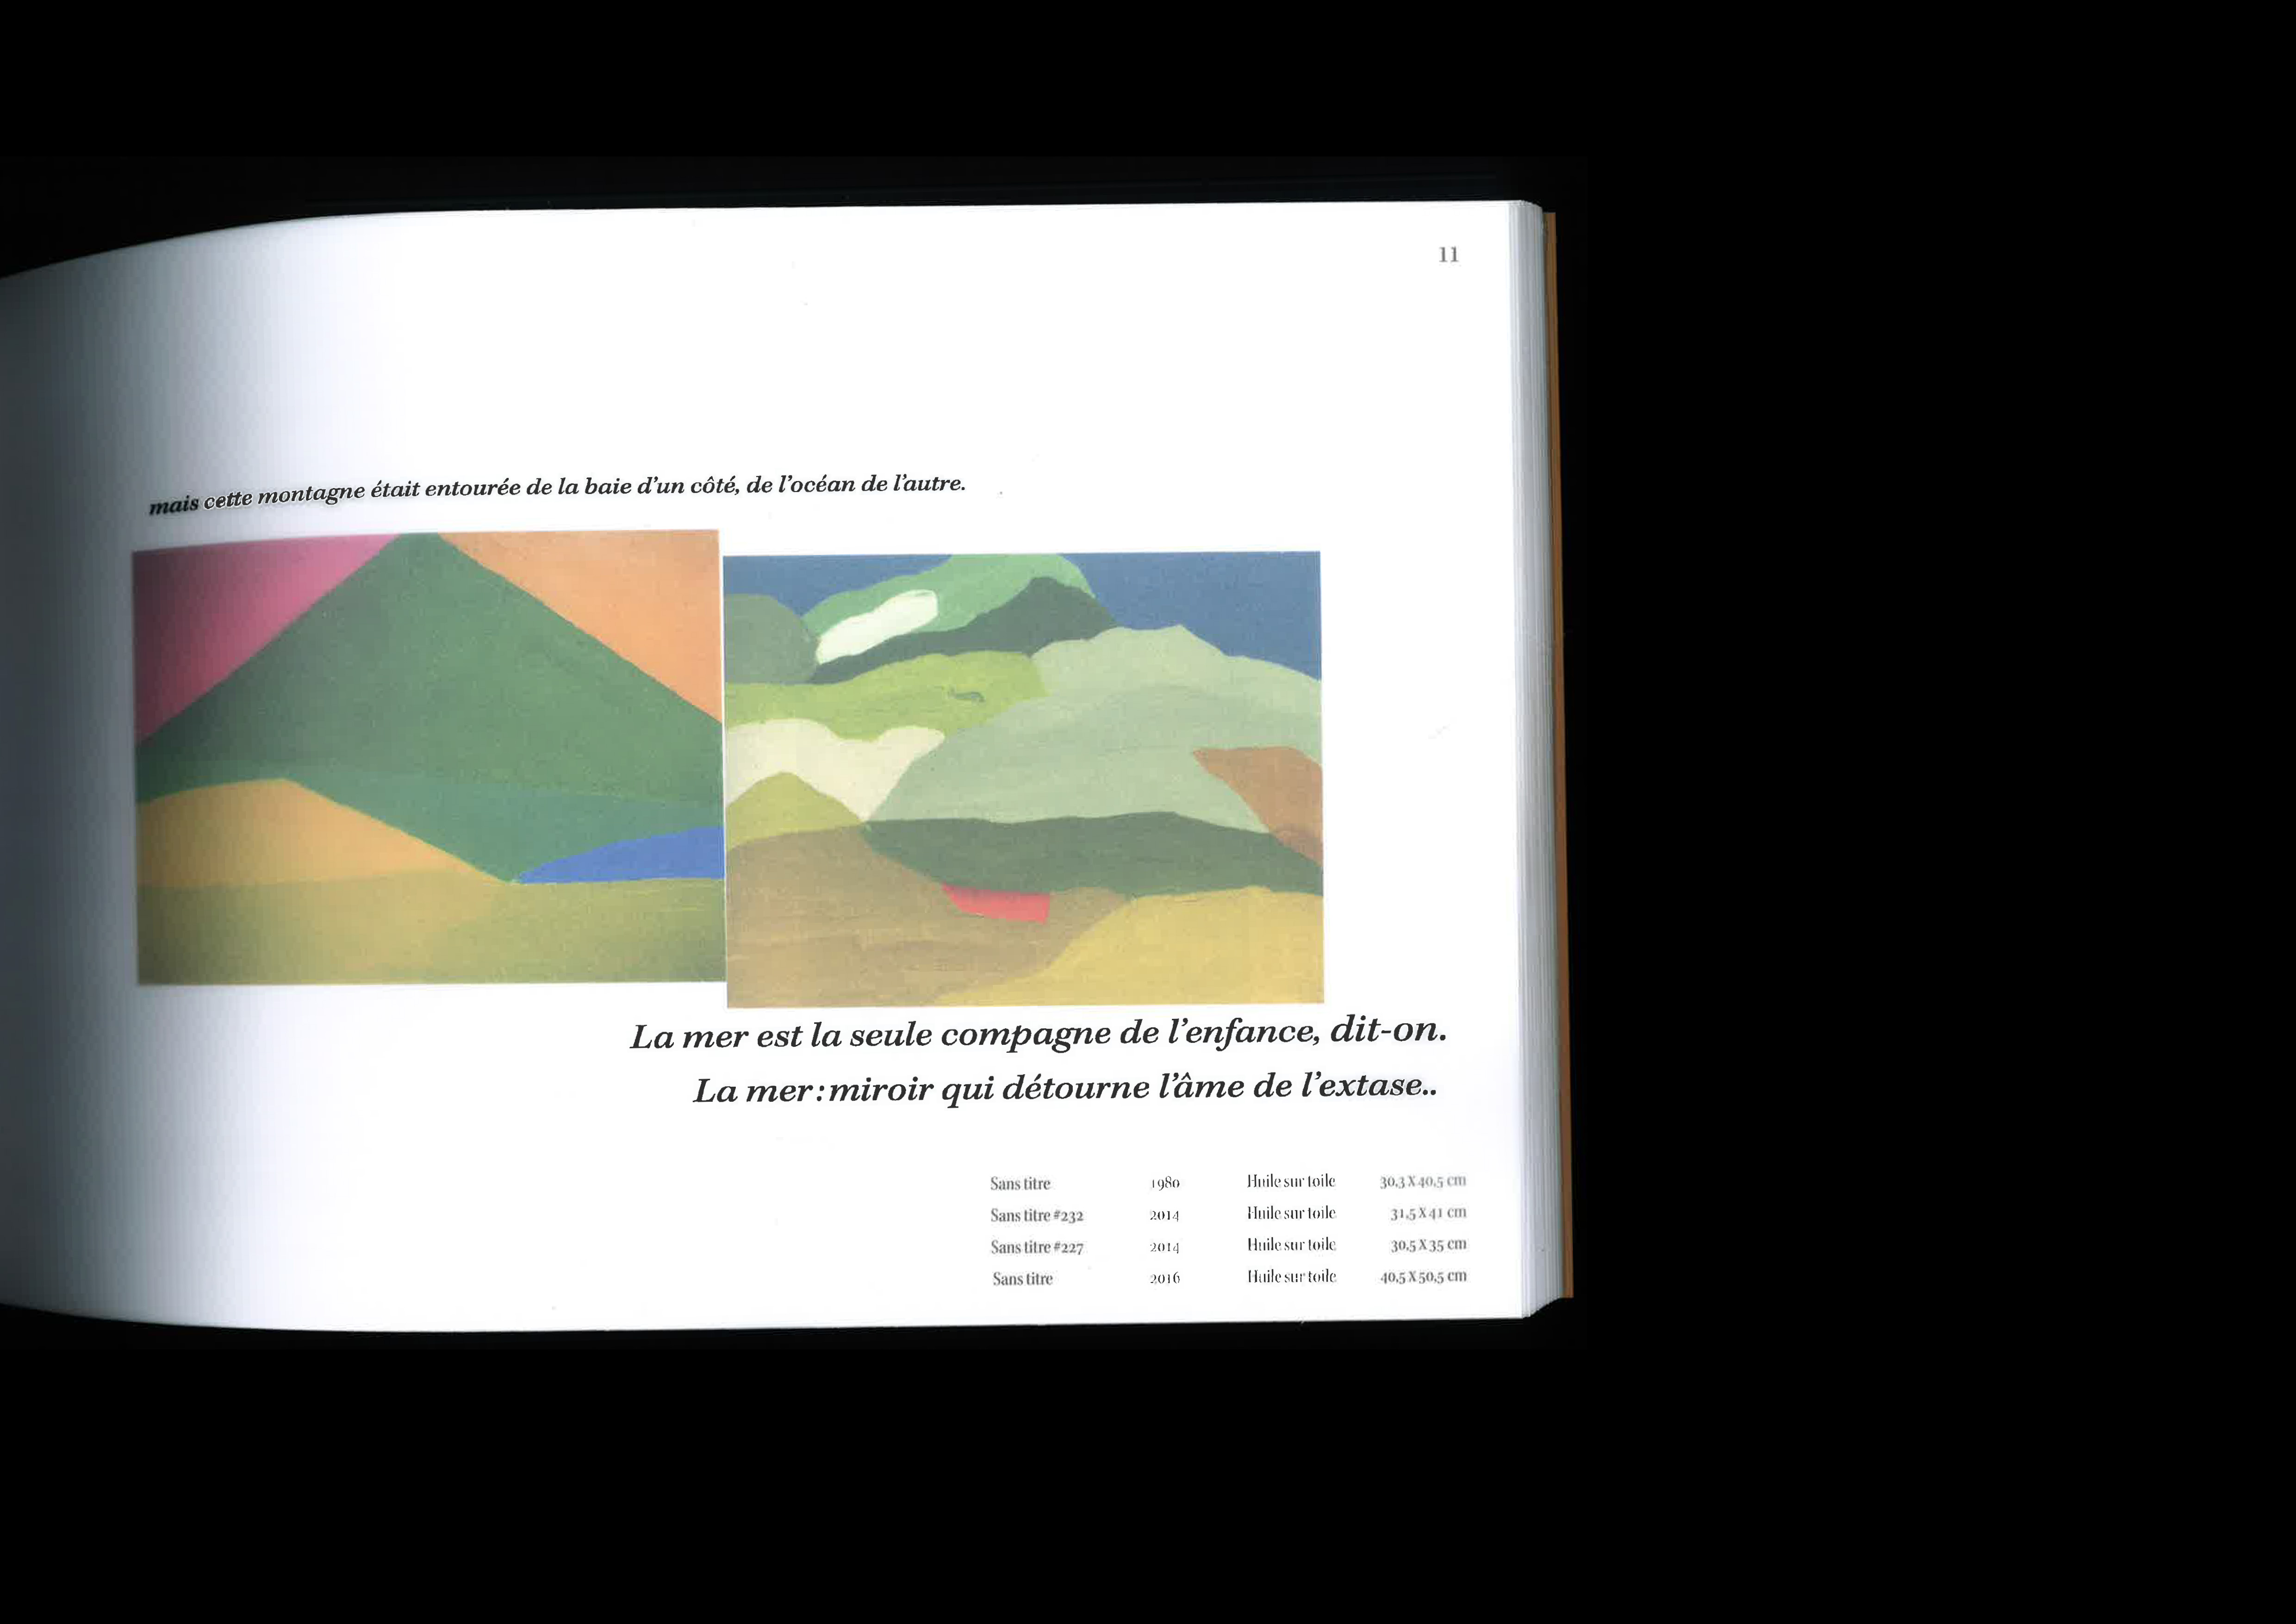 11
mais cette montagne était entourée de la baie d'un côté, de l'océan de l'autre.
La mer est la seule compagne de l'enfance, dit-on.
La mer : miroir qui détourne l'âme de l'extase..
Sans titre 1980 Huile sur toile 30,3 X 40,5 cm
Sans titre #232 2014 Huile sur toile 31,5 X 41 cm
Sans titre #227 2014 Huile sur toile 30,5 X 35 cm
Sans titre 2016 Huile sur toile 40,5 X 50,5 cm